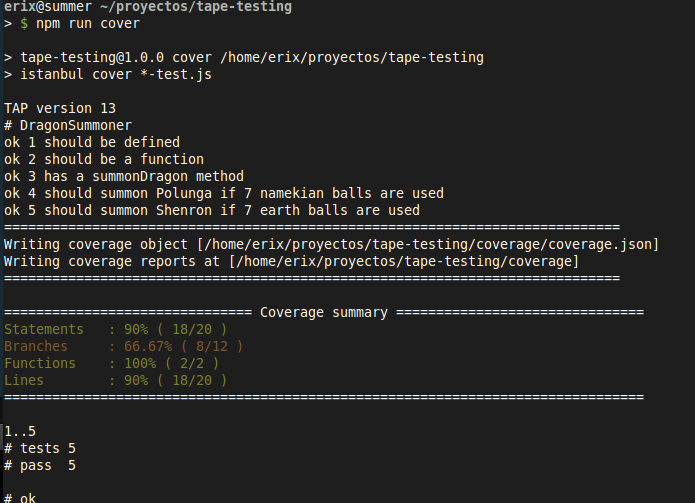 erix@summer ~/proyectos/tape-testing
> $ npm run cover
> tape-testing@1.0.0 cover /home/erix/proyectos/tape-testing
> istanbul cover *-test.js
TAP version 13
# DragonSummoner
ok 1 should be defined
ok 2 should be a function
ok 3 has a summonDragon method
ok 4 should summon Polunga if 7 namekian balls are used
ok 5 should summon Shenron if 7 earth balls are used
=============================================================================
Writing coverage object [/home/erix/proyectos/tape-testing/coverage/coverage.json]
Writing coverage reports at [/home/erix/proyectos/tape-testing/coverage]
=============================================================================
=============================== Coverage summary ===============================
Statements   : 90% ( 18/20 )
Branches     : 66.67% ( 8/12 )
Functions    : 100% ( 2/2 )
Lines        : 90% ( 18/20 )
================================================================================
1..5
# tests 5
# pass  5
# ok